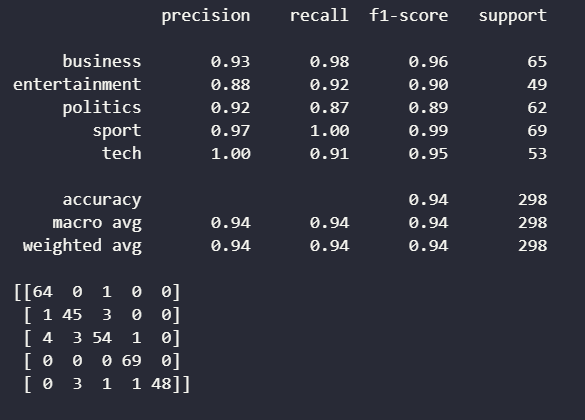 precision recall f1-score support
business 0.93 0.98 0.96 65
entertainment 0.88 0.92 0.90 49
politics 0.92 0.87 0.89 62
sport 0.97 1.00 0.99 69
tech 1.00 0.91 0.95 53
accuracy 0.94 298
macro avg 0.94 0.94 0.94 298
weighted avg 0.94 0.94 0.94 298
[[64 0 1 0 0]
[ 1 45 3 0 0]
[ 4 3 54 1 0]
[ 0 0 0 69 0]
[ 0 3 1 1 48]]